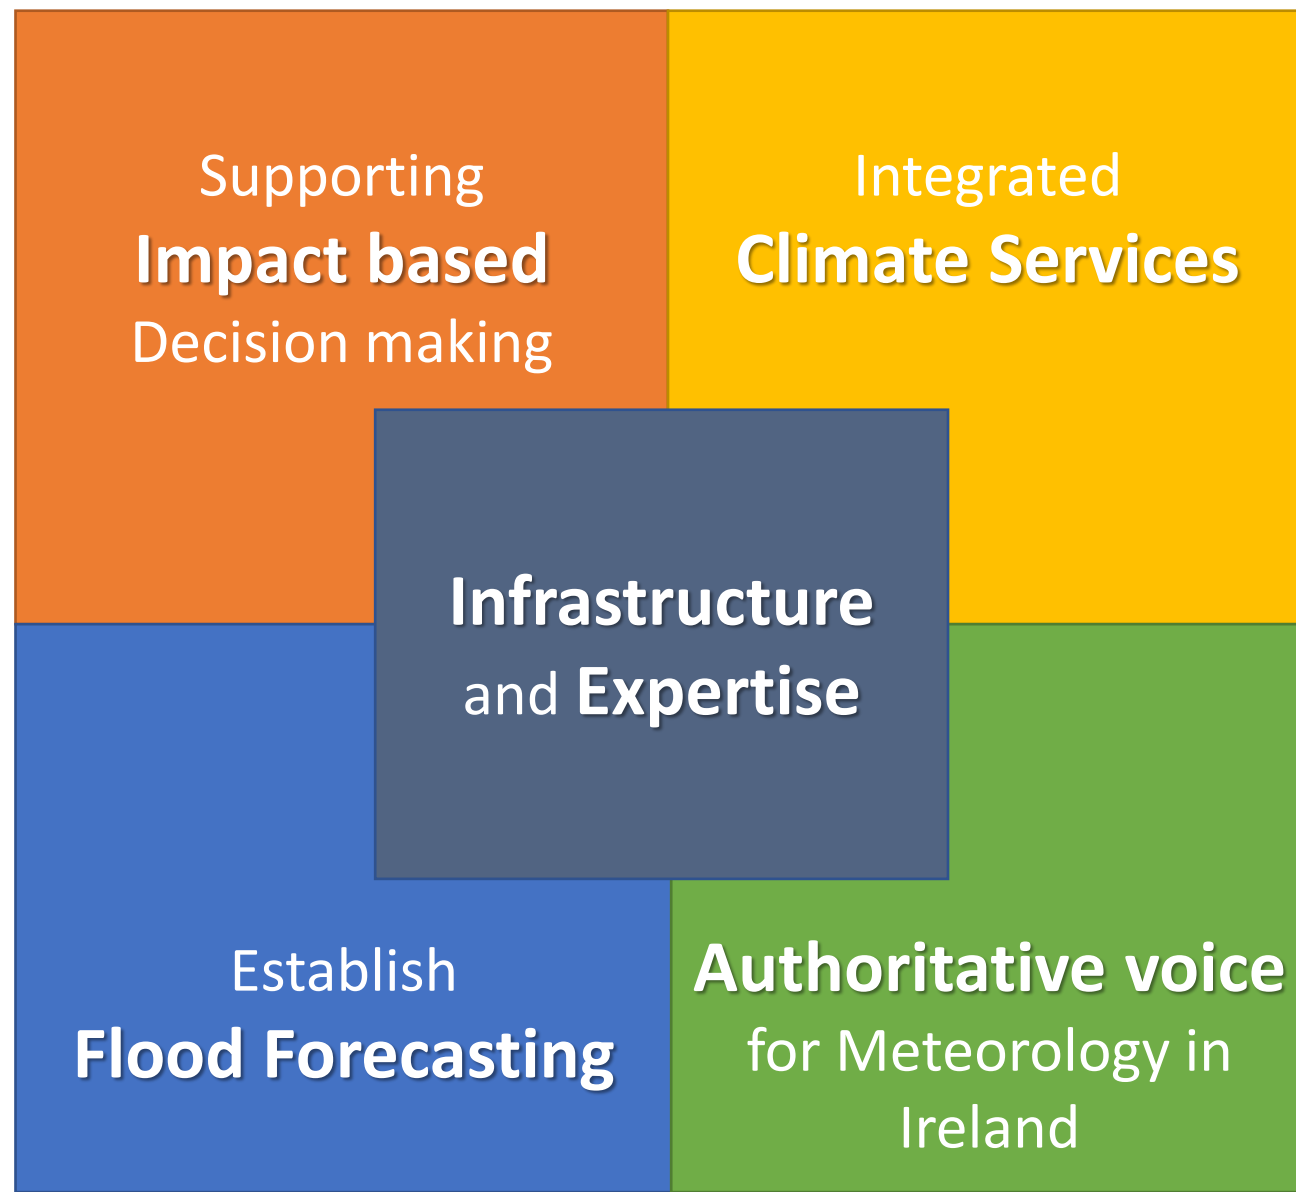 Supporting
Impact based
Decision making
Integrated
Climate Services
Infrastructure
and Expertise
Establish
Flood Forecasting
Authoritative voice
for Meteorology in
Ireland